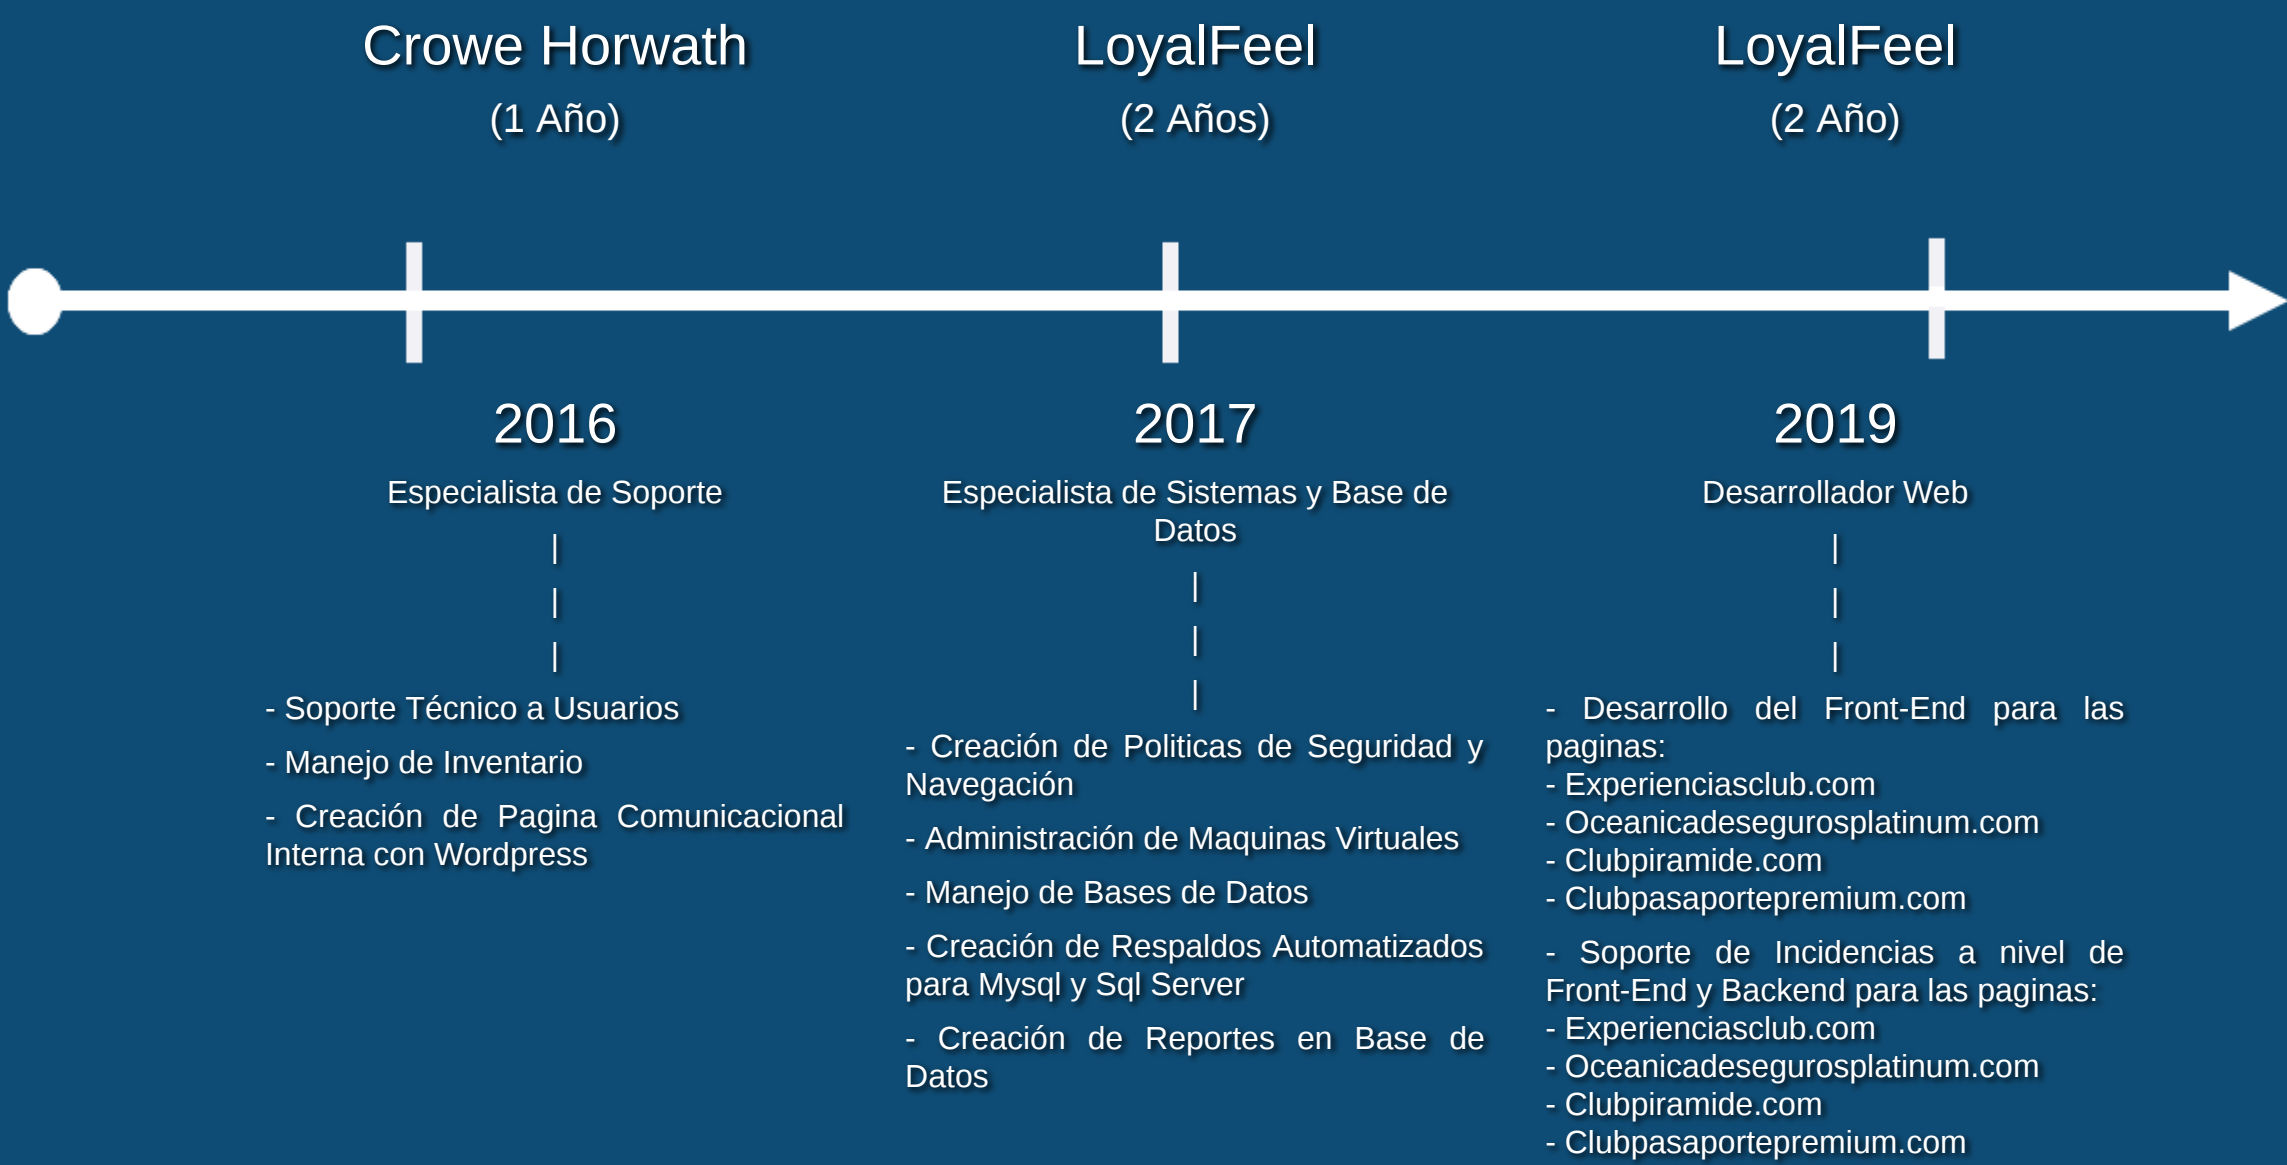 Crowe Horwath
(1 Año)
2016
Especialista de Soporte
|
|
|
- Soporte Técnico a Usuarios
- Manejo de Inventario
- Creación de Pagina Comunicacional
Interna con Wordpress
LoyalFeel
(2 Años)
2017
Especialista de Sistemas y Base de
Datos
|
|
|
- Creación de Politicas de Seguridad y
Navegación
- Administración de Maquinas Virtuales
- Manejo de Bases de Datos
- Creación de Respaldos Automatizados
para Mysql y Sql Server
- Creación de Reportes en Base de
Datos
LoyalFeel
(2 Año)
2019
Desarrollador Web
|
|
|
- Desarrollo del Front-End para las
paginas:
- Experienciasclub.com
- Oceanicadesegurosplatinum.com
- Clubpiramide.com
- Clubpasaportepremium.com
- Soporte de Incidencias a nivel de
Front-End y Backend para las paginas:
- Experienciasclub.com
- Oceanicadesegurosplatinum.com
- Clubpiramide.com
- Clubpasaportepremium.com